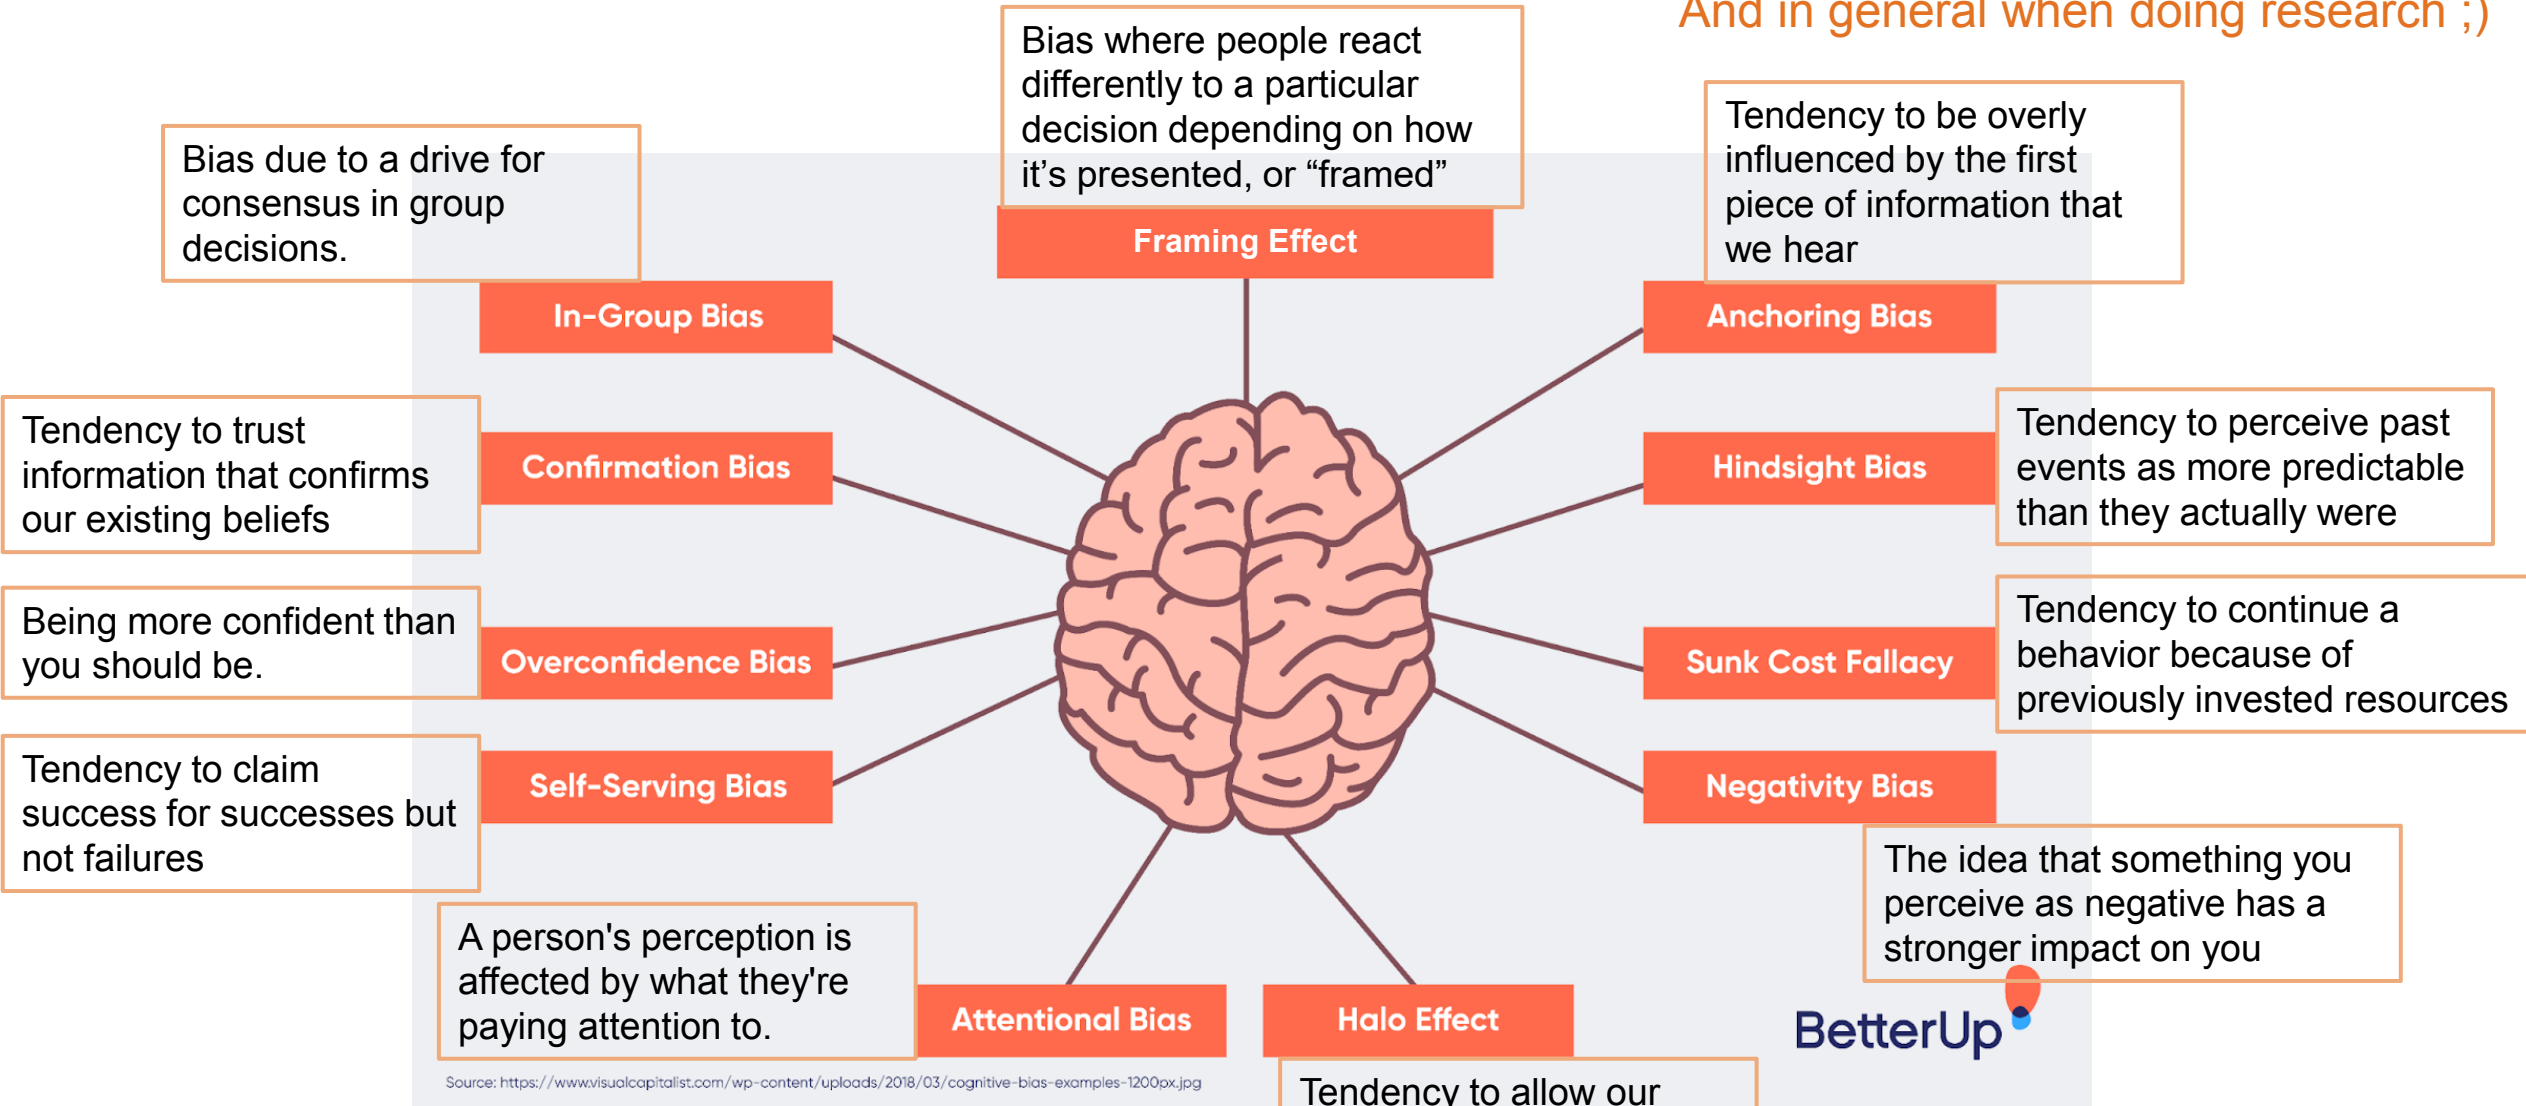 And in general when doing research ;)
Bias where people react
differently to a particular
decision depending on how
it’s presented, or “framed”
Framing Effect
Bias due to a drive for
consensus in group
decisions.
In-Group Bias
Tendency to be overly
influenced by the first
piece of information that
we hear
Anchoring Bias
Tendency to trust
information that confirms
our existing beliefs
Confirmation Bias
Hindsight Bias
Tendency to perceive past
events as more predictable
than they actually were
Being more confident than
you should be.
Overconfidence Bias
Sunk Cost Fallacy
Tendency to continue a
behavior because of
previously invested resources
Tendency to claim
success for successes but
not failures
Self-Serving Bias
Negativity Bias
The idea that something you
perceive as negative has a
stronger impact on you
A person's perception is
affected by what they're
paying attention to.
Attentional Bias
Halo Effect
Tendency to allow our
BetterUp
Source: https://www.visualcapitalist.com/wp-content/uploads/2018/03/cognitive-bias-examples-1200px.jpg